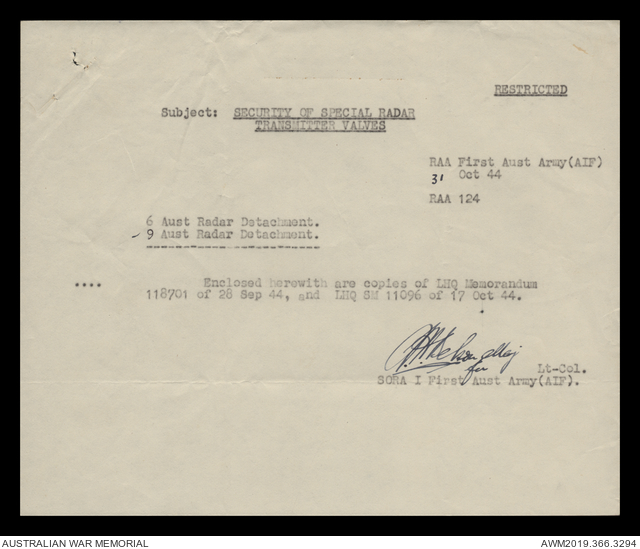 RESTRICTED
Subject: SECURITY OF SPECIAL RADAR
TRANSMITTER VALVES
RAA First Aust Army(AIF)
31 Oct 44
RAA 124
6 Aust Radar Detachment.
9 Aust Radar Detachment.
--------------------
.... Enclosed herewith are copies of LHQ Memorandum
118701 of 28 Sep 44, and LHQ SM 11096 of 17 Oct 44.
Maj
for Lt-Col.
SORA I First Aust Army(AIF).
AUSTRALIAN WAR MEMORIAL
AWM2019.366.3294